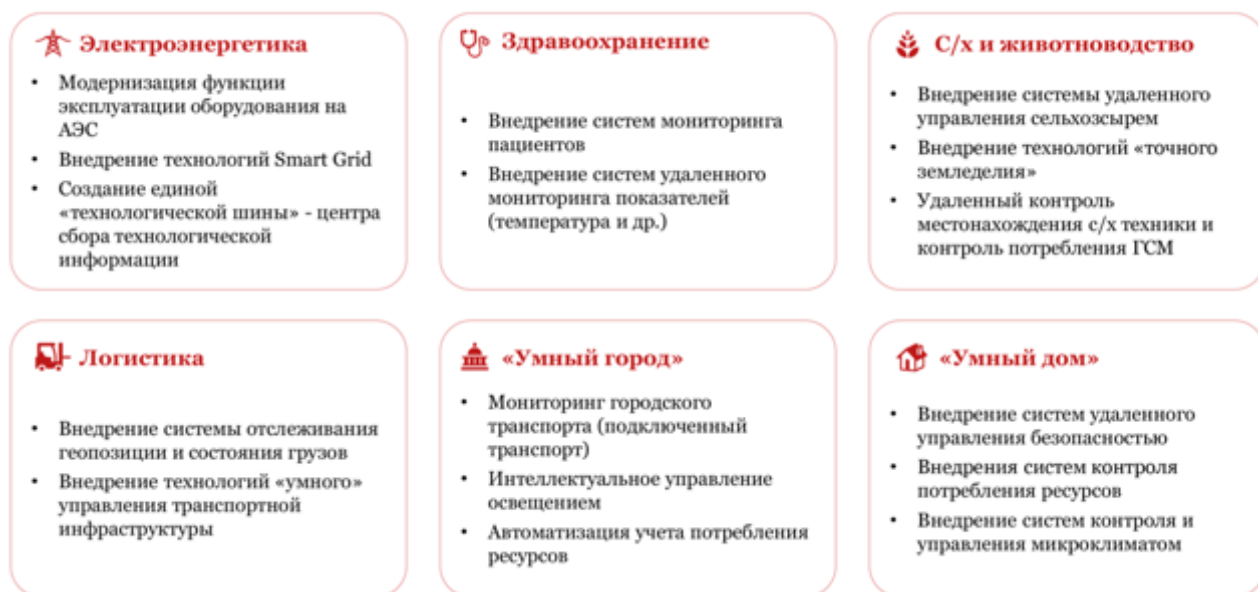 Электроэнергетика
• Модернизация функции
эксплуатации оборудования на
АЭС
• Внедрение технологий Smart Grid
• Создание единой
«технологической шины» - центра
сбора технологической
информации
Здравоохранение
• Внедрение систем мониторинга
пациентов
• Внедрение систем удаленного
мониторинга показателей
(температура и др.)
С/х и животноводство
• Внедрение системы удаленного
управления сельхозсырем
• Внедрение технологий «точного
земледелия»
• Удаленный контроль
местонахождения с/х техники и
контроль потребления ГСМ
Логистика
• Внедрение системы отслеживания
геопозиции и состояния грузов
• Внедрение технологий «умного»
управления транспортной
инфраструктуры
«Умный город»
• Мониторинг городского
транспорта (подключенный
транспорт)
• Интеллектуальное управление
освещением
• Автоматизация учета потребления
ресурсов
«Умный дом»
• Внедрение систем удаленного
управления безопасностью
• Внедрения систем контроля
потребления ресурсов
• Внедрение систем контроля и
управления микроклиматом